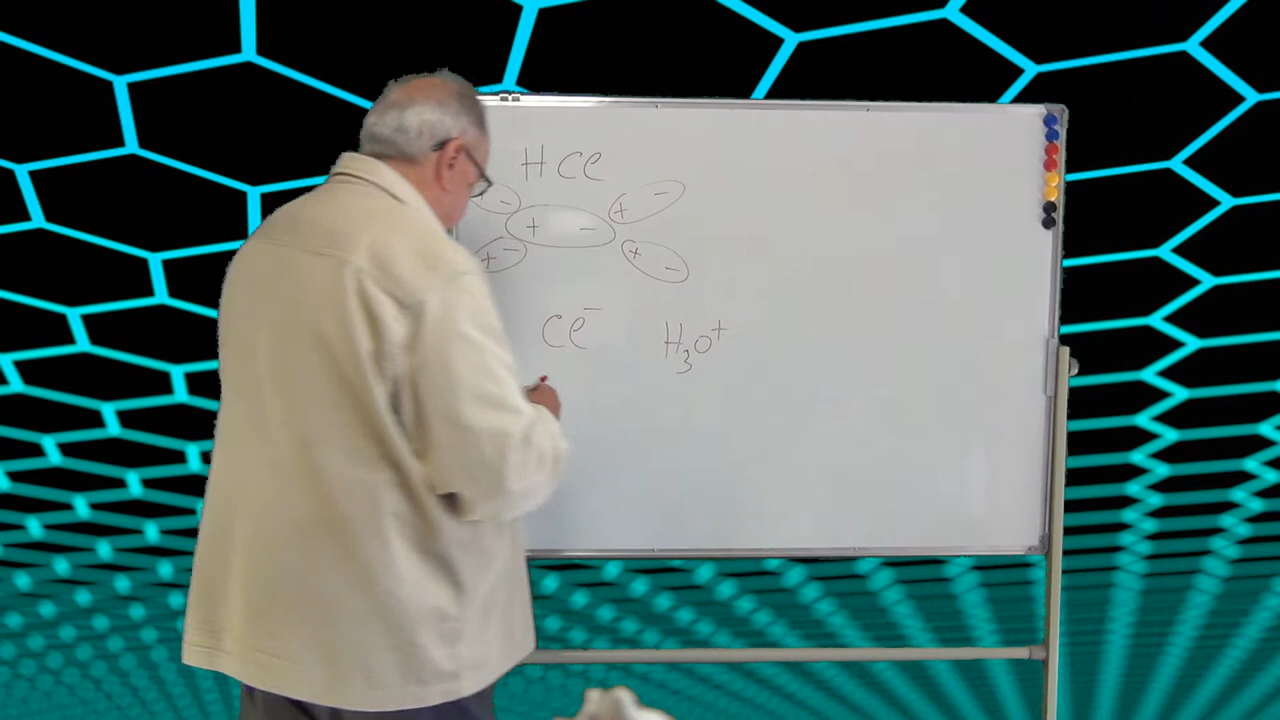 HCl
+ - + -
+ -
+ - + -
Cl⁻ H₃O⁺